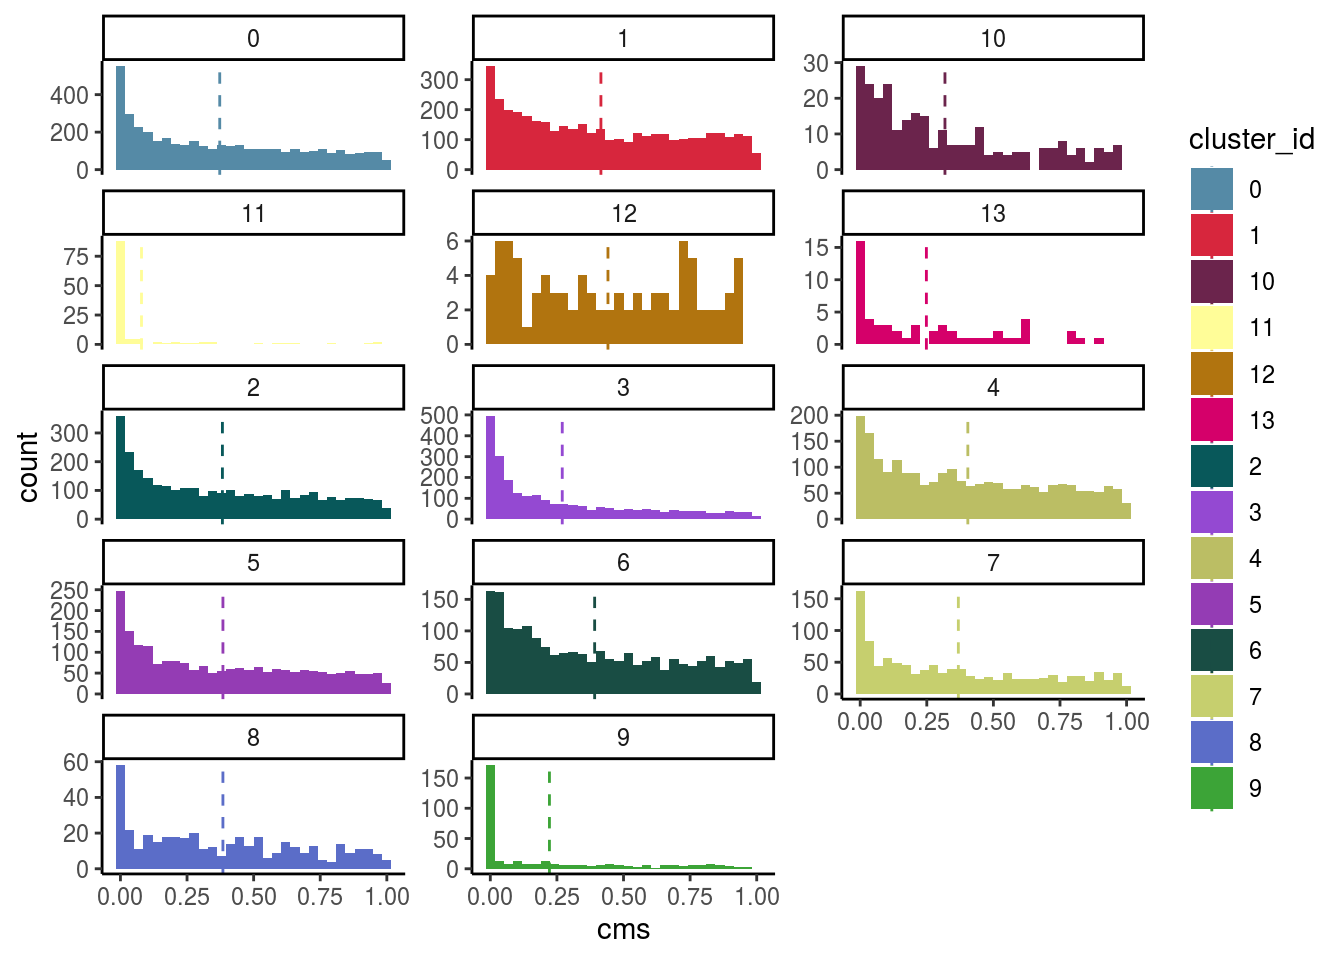 0 1 10
400 200 0
300 200 100 0
30 20 10 0
11 12 13
75 50 25 0
6 4 2 0
15 10 5 0
2 3 4
300 200 100 0
500 400 300 200 100 0
200 150 100 50 0
5 6 7
250 200 150 100 50 0
150 100 50 0
150 100 50 0
0.00 0.25 0.50 0.75 1.00
8 9
60 40 20 0
150 100 50 0
0.00 0.25 0.50 0.75 1.00
0.00 0.25 0.50 0.75 1.00
count
cms
cluster_id
0
1
10
11
12
13
2
3
4
5
6
7
8
9